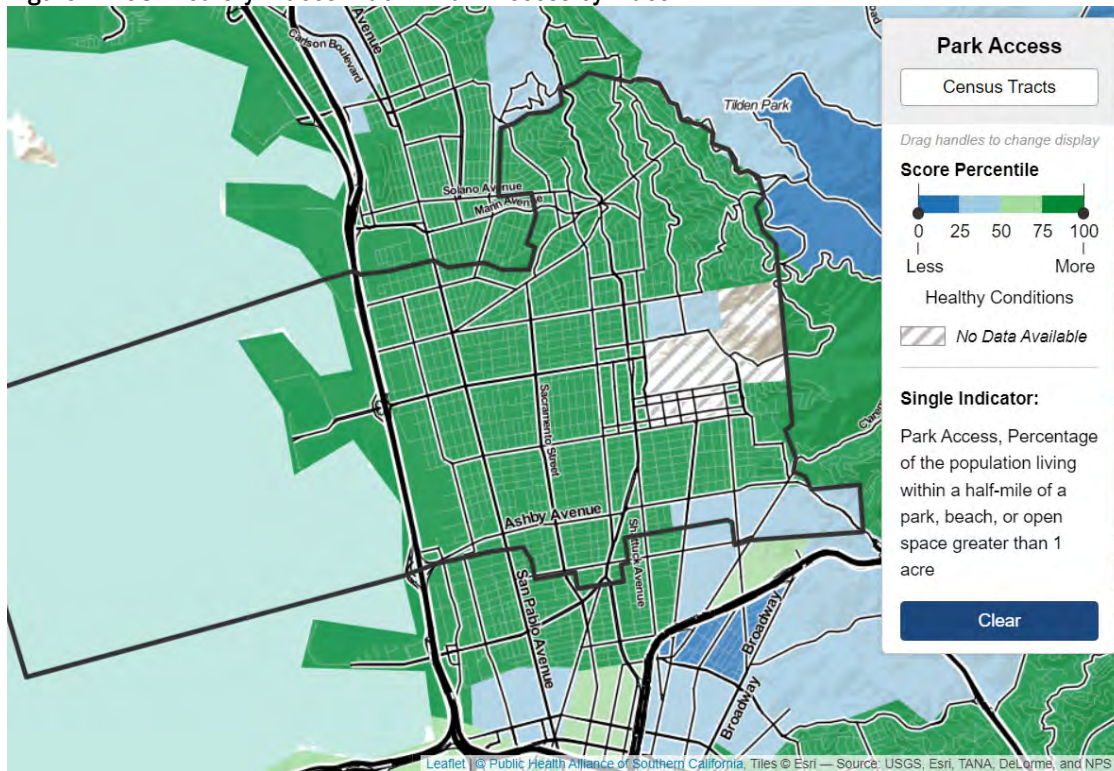 Carlson Boulevard
Avenue
Tilden Park
Solano Avenue
Marin Avenue
Sacramento Street
Ashby Avenue
Shattuck Avenue
San Pablo Avenue
Broadway
Broadway
Park Access
Census Tracts
Drag handles to change display
Score Percentile
0 25 50 75 100
Less More
Healthy Conditions
No Data Available
Single Indicator:
Park Access, Percentage
of the population living
within a half-mile of a
park, beach, or open
space greater than 1
acre
Clear
Leaflet | © Public Health Alliance of Southern California, Tiles © Esri — Source: USGS, Esri, TANA, DeLorme, and NPS